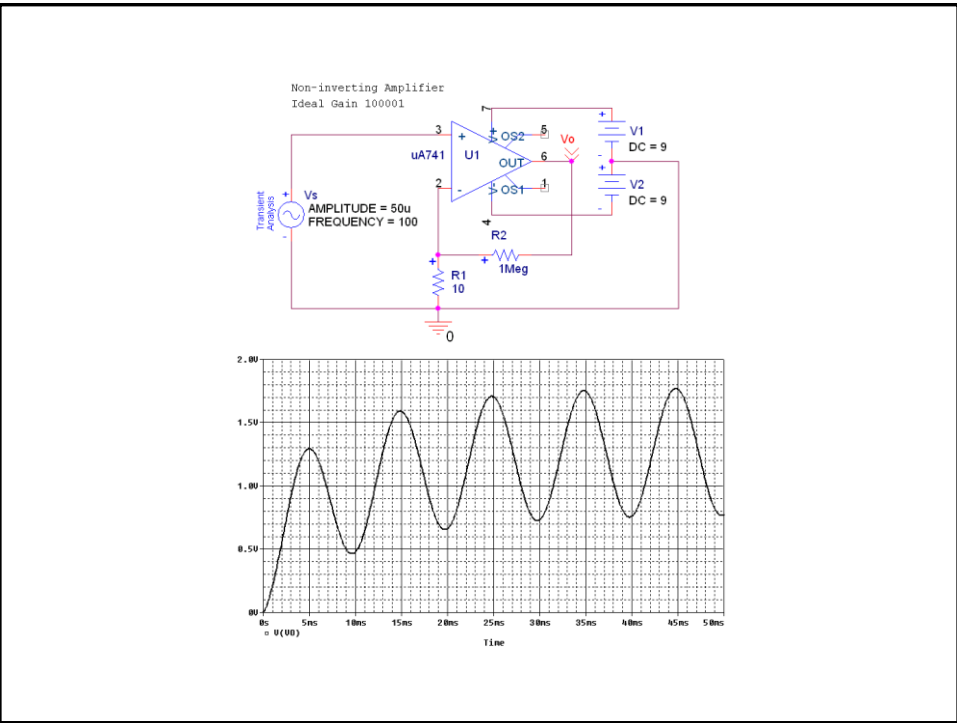 Non-inverting Amplifier
Ideal Gain 100001
7
3
+
OS2
5
+
Vo
+
V1
DC = 9
-
uA741
U1
OUT
6
2
-
-
OS1
1
+
V2
DC = 9
-
4
Transient
Analysis
+
Vs
AMPLITUDE = 50u
FREQUENCY = 100
-
R2
+
1Meg
+
R1
10
0
2.0V
1.5V
1.0V
0.5V
0V
0s 5ms 10ms 15ms 20ms 25ms 30ms 35ms 40ms 45ms 50ms
V(VO)
Time